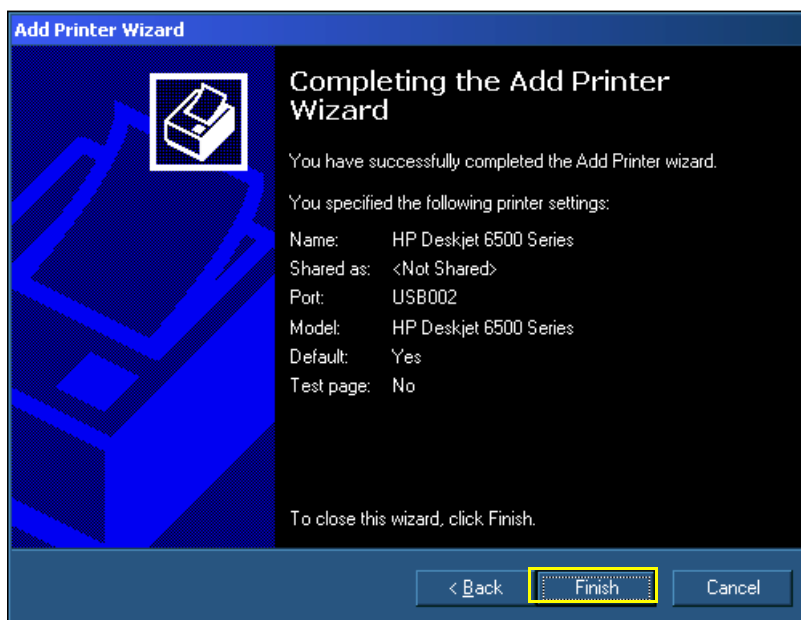 Add Printer Wizard
Completing the Add Printer
Wizard
You have successfully completed the Add Printer wizard.
You specified the following printer settings:
Name: HP Deskjet 6500 Series
Shared as: <Not Shared>
Port: USB002
Model: HP Deskjet 6500 Series
Default: Yes
Test page: No
To close this wizard, click Finish.
< Back Finish Cancel